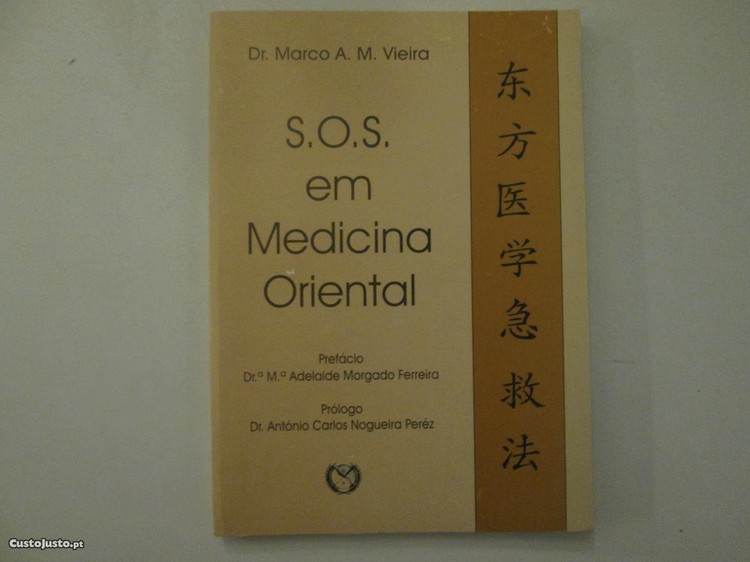 Dr. Marco A. M. Vieira
S.O.S.
em
Medicina
Oriental
Prefácio
Dr.ª M.ª Adelaíde Morgado Ferreira
Prólogo
Dr. António Carlos Nogueira Peréz
东方医学急救法
CustoJusto.pt